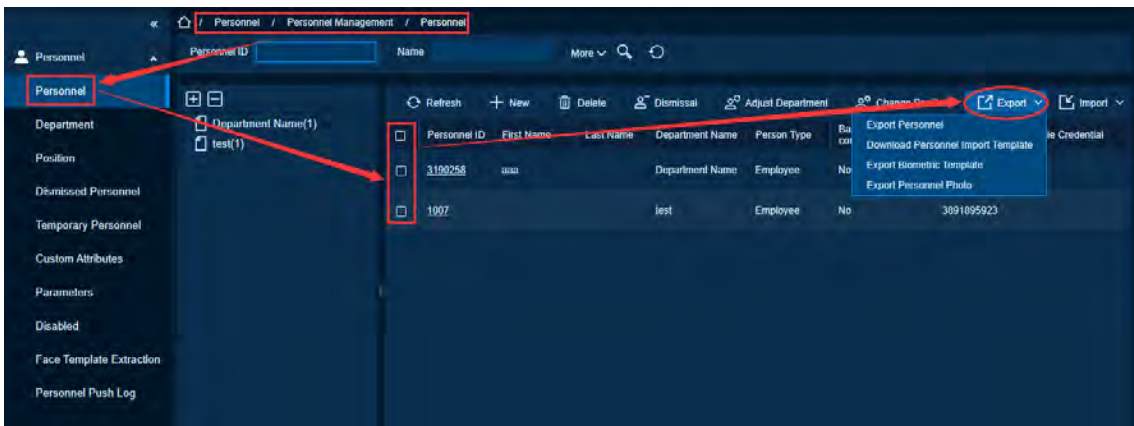 « / Personnel / Personnel Management / Personnel
Personnel
Personnel
Department
Position
Dismissed Personnel
Temporary Personnel
Custom Attributes
Parameters
Disabled
Face Template Extraction
Personnel Push Log
Personnel ID Name More
Department Name(1)
test(1)
Refresh New Delete Dismissal Adjust Department Change Export Import
Personnel ID First Name Last Name Department Name Person Type Credential
3190258 aaa Department Name Employee No
1007 test Employee No 3891895923
Export Personnel
Download Personnel Import Template
Export Biometric Template
Export Personnel Photo